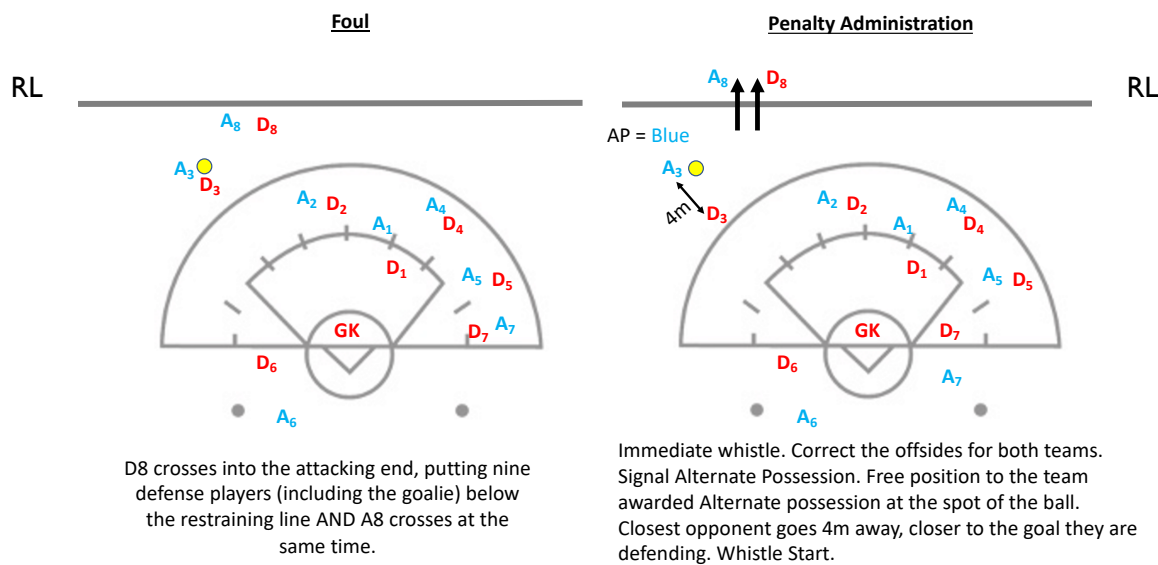 Foul
Penalty Administration
RL
RL
A8
D8
A3
D3
A2
D2
A4
D4
A1
D1
A5
D5
A7
D7
GK
D6
A6
A8
D8
AP = Blue
A3
4m
D3
A2
D2
A4
D4
A1
D1
A5
D5
GK
D7
D6
A7
A6
D8 crosses into the attacking end, putting nine
defense players (including the goalie) below
the restraining line AND A8 crosses at the
same time.
Immediate whistle. Correct the offsides for both teams.
Signal Alternate Possession. Free position to the team
awarded Alternate possession at the spot of the ball.
Closest opponent goes 4m away, closer to the goal they are
defending. Whistle Start.